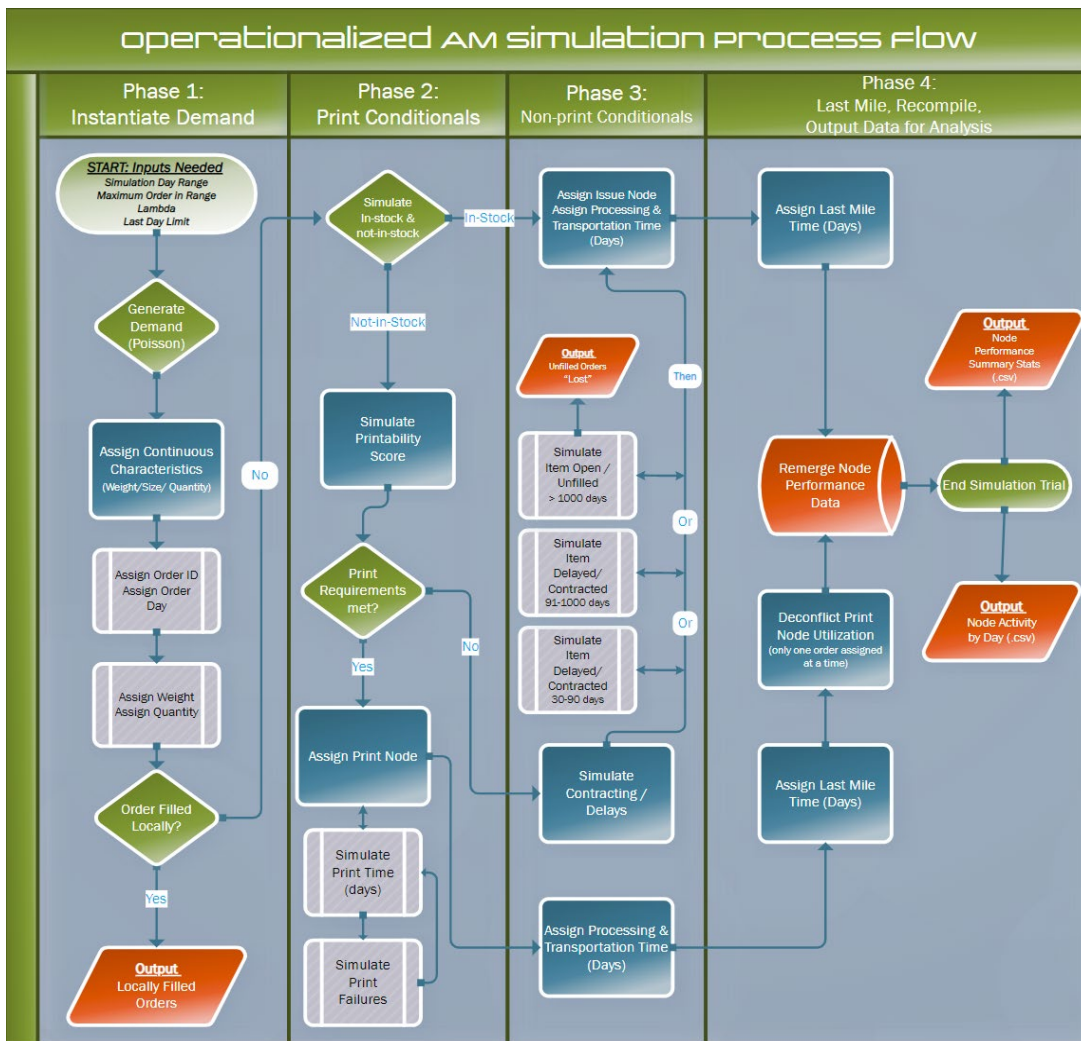 operationalized AM simulation process flow
Phase 1:
Instantiate Demand
Phase 2:
Print Conditionals
Phase 3:
Non-print Conditionals
Phase 4:
Last Mile, Recompile,
Output Data for Analysis
START: Inputs Needed
Simulation Day Range
Maximum Order in Range
Lambda
Last Day Limit
Generate
Demand
(Poisson)
Assign Continuous
Characteristics
(Weight/Size/ Quantity)
Assign Order ID
Assign Order
Day
Assign Weight
Assign Quantity
Order Filled
Locally?
No
Yes
Output
Locally Filled
Orders
Simulate
In-stock &
not-in-stock
In-Stock
Not-in-Stock
Simulate
Printability
Score
Print
Requirements
met?
No
Yes
Assign Print Node
Simulate
Print Time
(days)
Simulate
Print
Failures
Assign Issue Node
Assign Processing &
Transportation Time
(Days)
Output
Unfilled Orders
"Lost"
Then
Simulate
Item Open /
Unfilled
> 1000 days
Or
Simulate
Item
Delayed/
Contracted
91-1000 days
Or
Simulate
Item
Delayed/
Contracted
30-90 days
Simulate
Contracting /
Delays
Assign Processing &
Transportation Time
(Days)
Assign Last Mile
Time (Days)
Output
Node
Performance
Summary Stats
(.csv)
Remerge Node
Performance
Data
End Simulation Trial
Deconflict Print
Node Utilization
(only one order assigned
at a time)
Output
Node Activity
by Day (.csv)
Assign Last Mile
Time (Days)